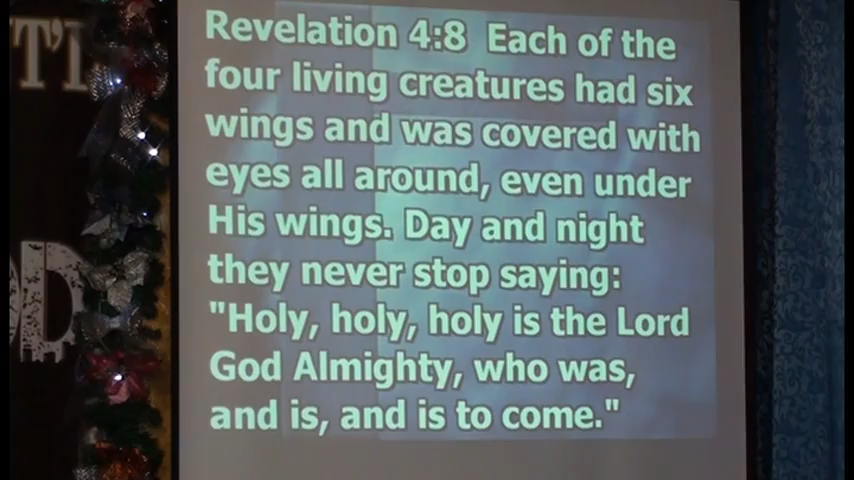 T'L
Revelation 4:8 Each of the
four living creatures had six
wings and was covered with
eyes all around, even under
His wings. Day and night
they never stop saying:
"Holy, holy, holy is the Lord
God Almighty, who was,
and is, and is to come."